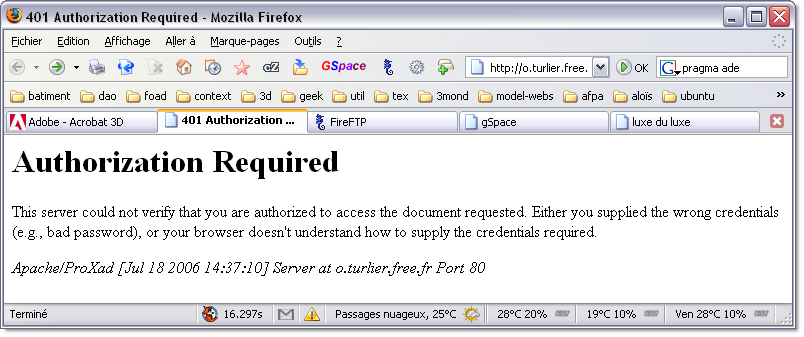 401 Authorization Required - Mozilla Firefox
Fichier Edition Affichage Aller à Marque-pages Outils ?
GSpace http://o.turlier.free. OK G pragma ade
batiment dao foad context 3d geek util tex 3mond model-webs afpa aloïs ubuntu »
Adobe - Acrobat 3D 401 Authorization ... FireFTP gSpace luxe du luxe
Authorization Required
This server could not verify that you are authorized to access the document requested. Either you supplied the wrong credentials
(e.g., bad password), or your browser doesn't understand how to supply the credentials required.
Apache/ProXad [Jul 18 2006 14:37:10] Server at o.turlier.free.fr Port 80
Terminé 16.297s Passages nuageux, 25°C 28°C 20% 19°C 10% Ven 28°C 10%